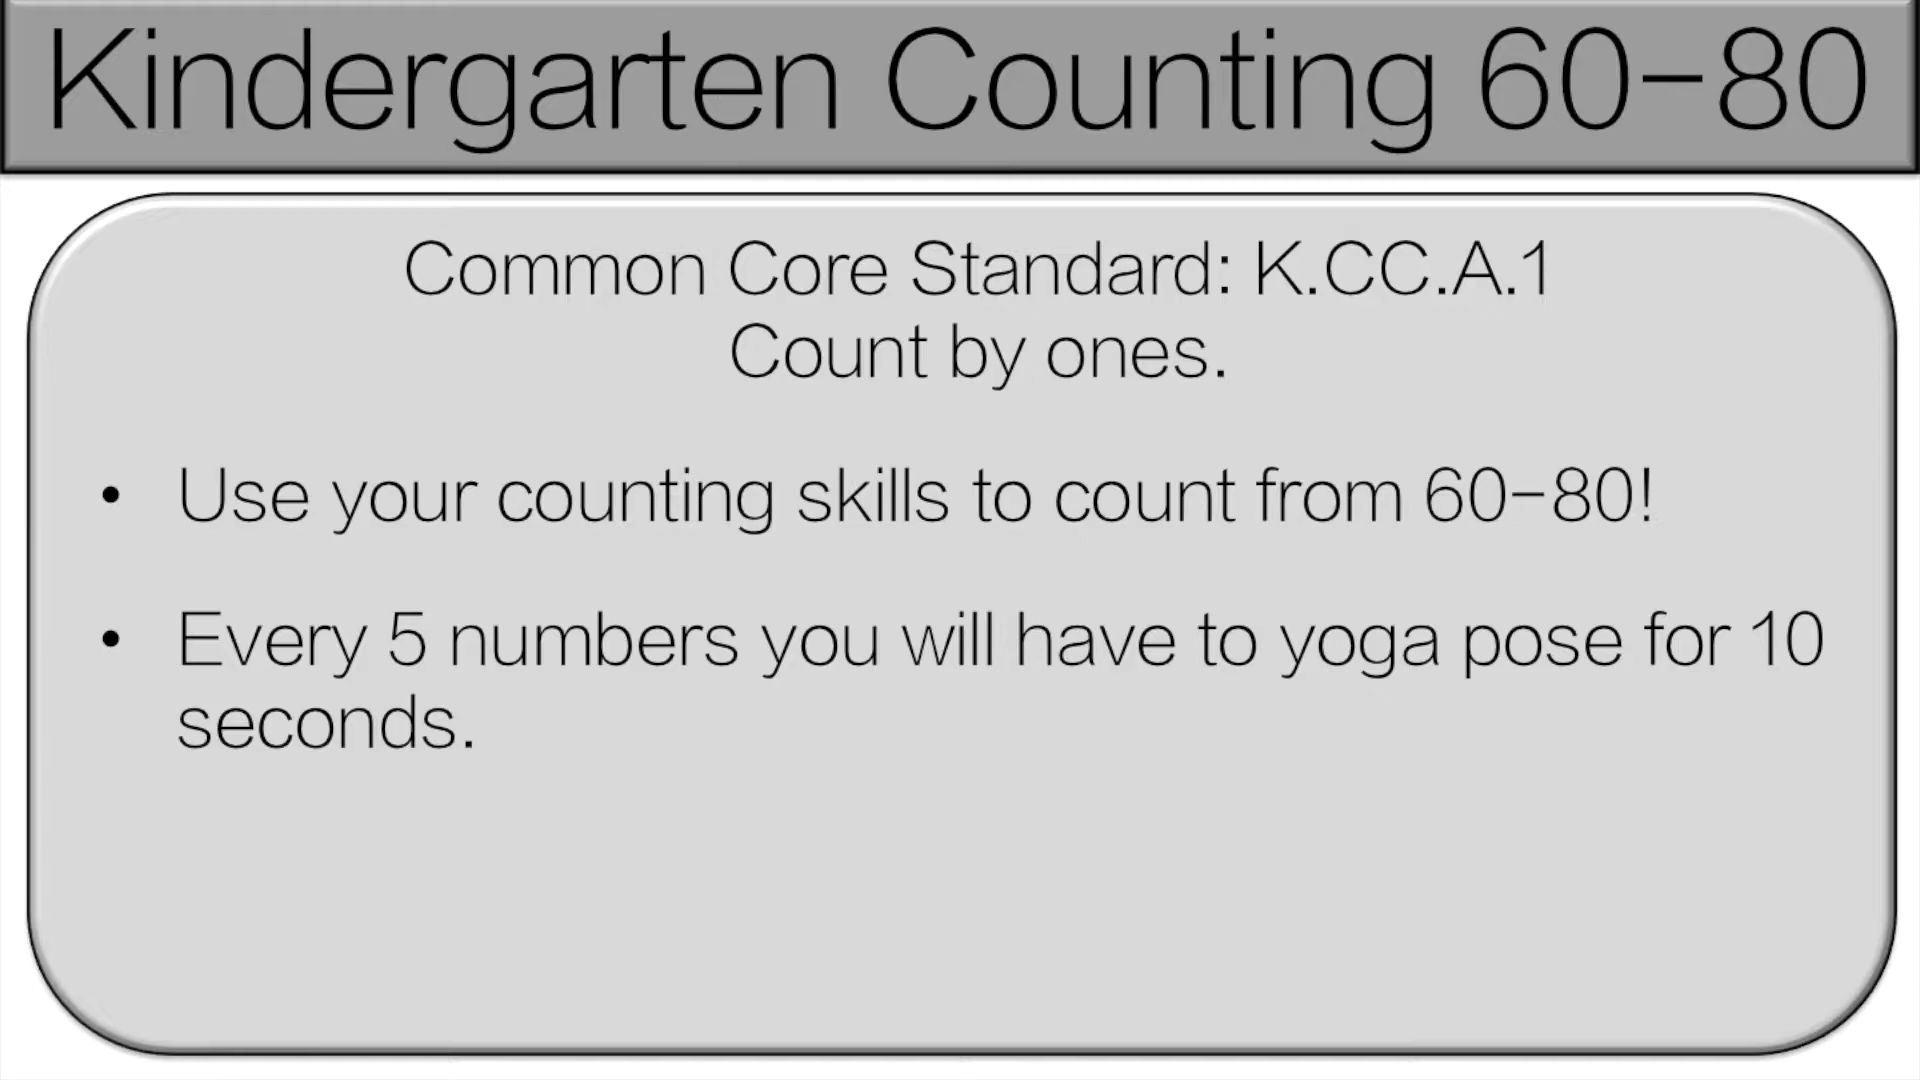 Kindergarten Counting 60-80
Common Core Standard: K.CC.A.1
Count by ones.
• Use your counting skills to count from 60-80!
• Every 5 numbers you will have to yoga pose for 10
seconds.